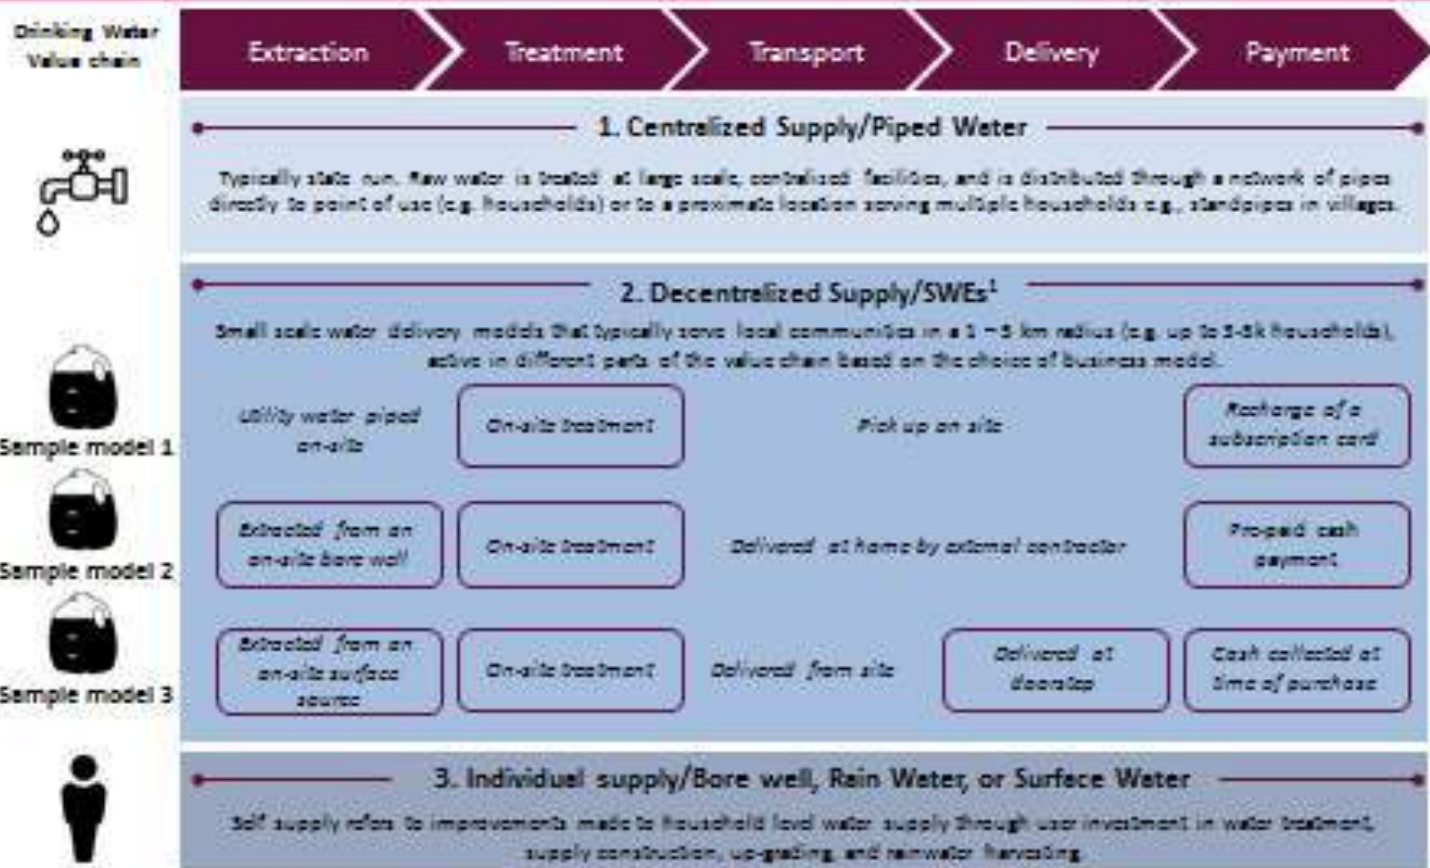 Drinking Water
Value chain
Extraction
Treatment
Transport
Delivery
Payment
1. Centralized Supply/Piped Water
Typically state run. Raw water is treated at large scale, centralised facilities, and is distributed through a network of pipes
directly to point of use (e.g. households) or to a proximate location serving multiple households e.g., standpipes in villages.
2. Decentralized Supply/SWEs¹
Small scale water delivery models that typically serve local communities in a 1 – 5 km radius (e.g. up to 3-5k households),
active in different parts of the value chain based on the choice of business model.
Sample model 1
Utility water piped
on-site
On-site treatment
Pick up on site
Recharge of a
subscription card
Sample model 2
Extracted from an
on-site bore well
On-site treatment
Delivered at home by external contractor
Pre-paid cash
payment
Sample model 3
Extracted from an
on-site surface
source
On-site treatment
Delivered from site
Delivered at
doorstep
Cash collected at
time of purchase
3. Individual supply/Bore well, Rain Water, or Surface Water
Self supply refers to improvements made to household level water supply through user investment in water treatment,
supply construction, up-grading, and rainwater harvesting.